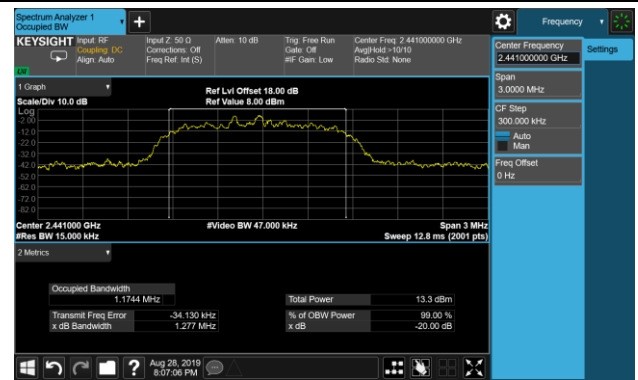 Spectrum Analyzer 1
Occupied BW
Frequency
KEYSIGHT
Input: RF
Coupling: DC
Align: Auto
Input Z: 50 Ω
Corrections: Off
Freq Ref: Int (S)
Atten: 10 dB
Trig: Free Run
Gate: Off
#IF Gain: Low
Center Freq: 2.441000000 GHz
Avg|Hold:>10/10
Radio Std: None
Center Frequency
2.441000000 GHz
Settings
Span
3.0000 MHz
CF Step
300.000 kHz
Auto
Man
Freq Offset
0 Hz
1 Graph
Scale/Div 10.0 dB
Ref Lvl Offset 18.00 dB
Ref Value 8.00 dBm
Log
-2.00
-12.0
-22.0
-32.0
-42.0
-52.0
-62.0
-72.0
-82.0
Center 2.441000 GHz
#Res BW 15.000 kHz
#Video BW 47.000 kHz
Span 3 MHz
Sweep 12.8 ms (2001 pts)
2 Metrics
Occupied Bandwidth
1.1744 MHz
Total Power 13.3 dBm
Transmit Freq Error -34.130 kHz
% of OBW Power 99.00 %
x dB Bandwidth 1.277 MHz
x dB -20.00 dB
?
Aug 28, 2019
8:07:06 PM